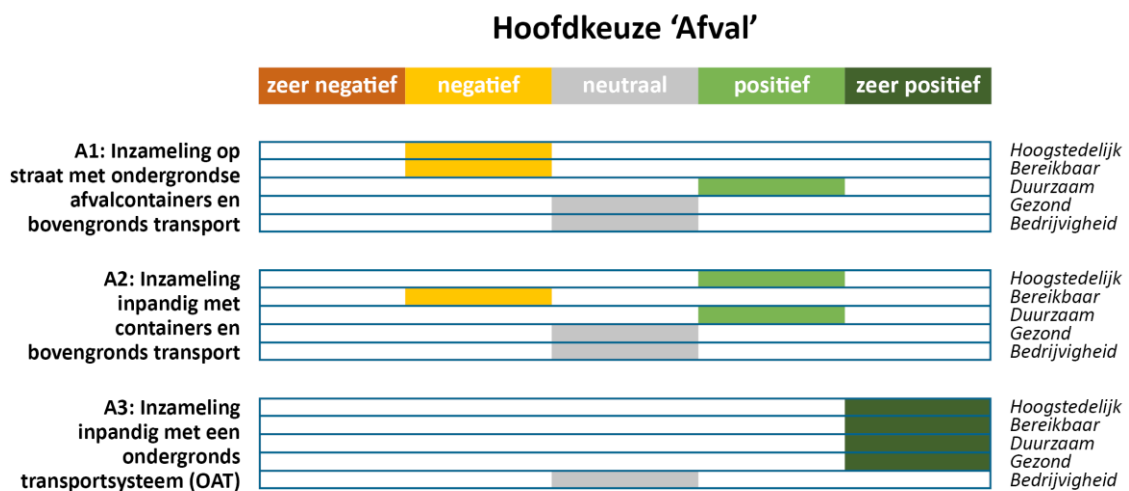 Hoofdkeuze ‘Afval’
zeer negatief negatief neutraal positief zeer positief
A1: Inzameling op
straat met ondergrondse
afvalcontainers en
bovengronds transport
Hoogstedelijk
Bereikbaar
Duurzaam
Gezond
Bedrijvigheid
A2: Inzameling
inpandig met
containers en
bovengronds transport
Hoogstedelijk
Bereikbaar
Duurzaam
Gezond
Bedrijvigheid
A3: Inzameling
inpandig met een
ondergronds
transportsysteem (OAT)
Hoogstedelijk
Bereikbaar
Duurzaam
Gezond
Bedrijvigheid